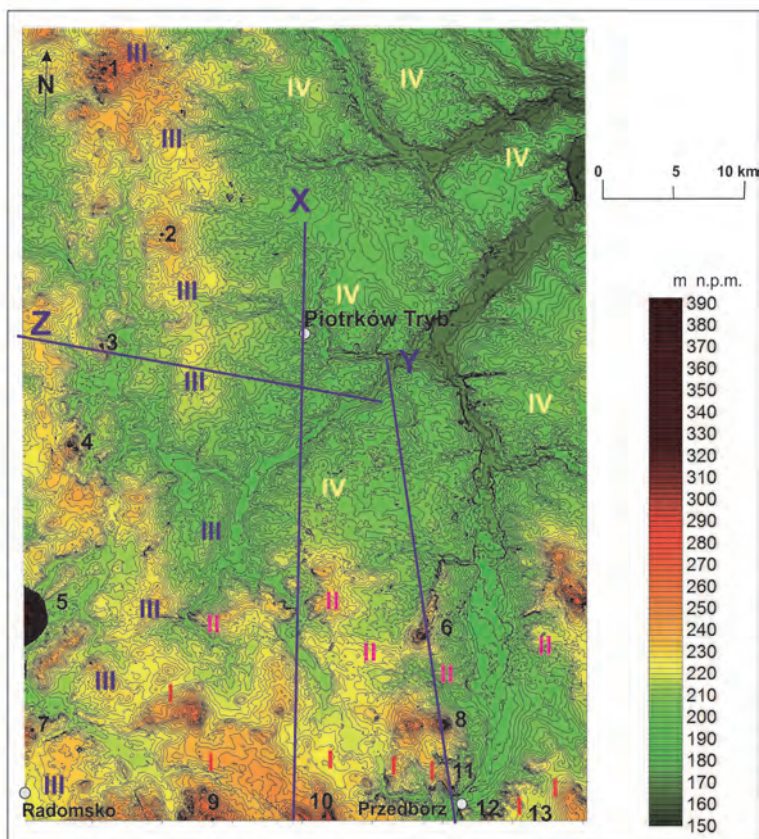 III
1
N
IV
IV
III
IV
0 5 10 km
X
2
m n.p.m.
III
IV
390
380
Piotrków Tryb.
370
Z
3
360
Y
350
III
IV
340
330
4
320
310
IV
300
290
III
280
270
5
III
II
II
6
260
II
II
II
250
III
I
240
7
8
230
I
I
I
I
11
220
III
I
210
Radomsko
9
10
Przedbórz
12
I
13
200
190
180
170
160
150